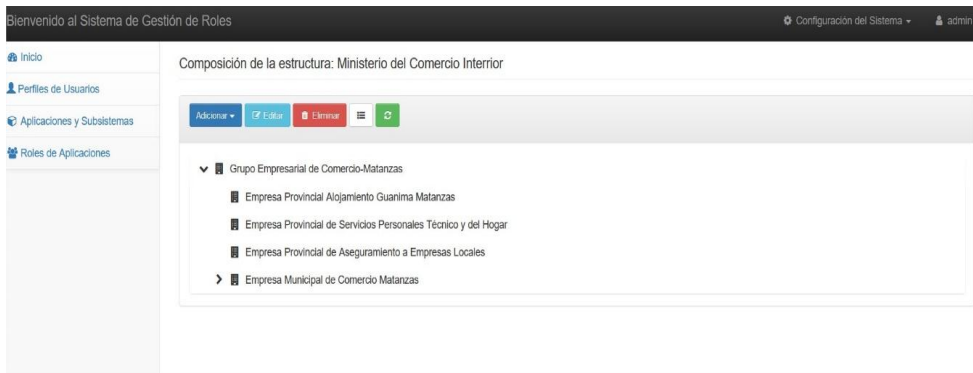 Bienvenido al Sistema de Gestión de Roles
Configuración del Sistema
admin
Inicio
Perfiles de Usuarios
Aplicaciones y Subsistemas
Roles de Aplicaciones
Composición de la estructura: Ministerio del Comercio Interrior
Adicionar
Editar
Eliminar
Grupo Empresarial de Comercio-Matanzas
Empresa Provincial Alojamiento Guanima Matanzas
Empresa Provincial de Servicios Personales Técnico y del Hogar
Empresa Provincial de Aseguramiento a Empresas Locales
Empresa Municipal de Comercio Matanzas